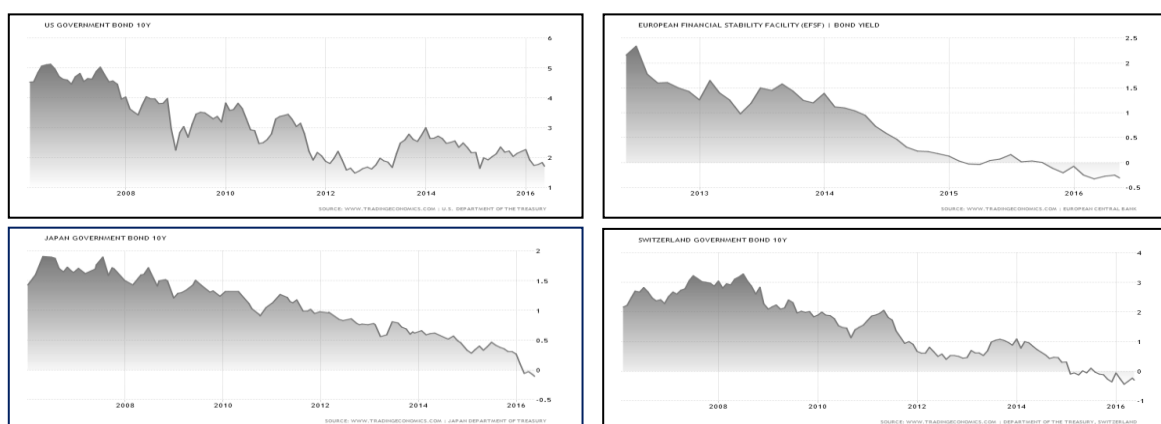 US GOVERNMENT BOND 10Y
6
5
4
3
2
1
2008 2010 2012 2014 2016
SOURCE: WWW.TRADINGECONOMICS.COM | U.S. DEPARTMENT OF THE TREASURY
EUROPEAN FINANCIAL STABILITY FACILITY (EFSF) | BOND YIELD
2.5
2
1.5
1
0.5
0
-0.5
2013 2014 2015 2016
SOURCE: WWW.TRADINGECONOMICS.COM | EUROPEAN CENTRAL BANK
JAPAN GOVERNMENT BOND 10Y
2
1.5
1
0.5
0
-0.5
2008 2010 2012 2014 2016
SOURCE: WWW.TRADINGECONOMICS.COM | JAPAN DEPARTMENT OF TREASURY
SWITZERLAND GOVERNMENT BOND 10Y
4
3
2
1
0
-1
2008 2010 2012 2014 2016
SOURCE: WWW.TRADINGECONOMICS.COM | DEPARTMENT OF THE TREASURY, SWITZERLAND